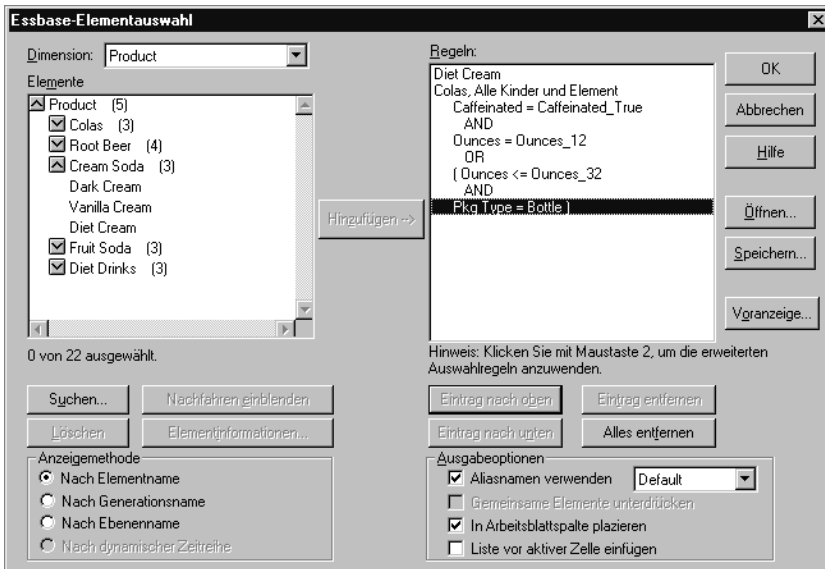 Essbase-Elementauswahl
Dimension: Product
Elemente
Product (5)
Colas (3)
Root Beer (4)
Cream Soda (3)
Dark Cream
Vanilla Cream
Diet Cream
Fruit Soda (3)
Diet Drinks (3)
0 von 22 ausgewählt.
Hinzufügen -->
Regeln:
Diet Cream
Colas, Alle Kinder und Element
Caffeinated = Caffeinated_True
AND
Ounces = Ounces_12
OR
( Ounces <= Ounces_32
AND
Pkg Type = Bottle )
Hinweis: Klicken Sie mit Maustaste 2, um die erweiterten
Auswahlregeln anzuwenden.
OK
Abbrechen
Hilfe
Öffnen...
Speichern...
Voranzeige...
Suchen...
Nachfahren einblenden
Löschen
Elementinformationen...
Eintrag nach oben
Eintrag entfernen
Eintrag nach unten
Alles entfernen
Anzeigemethode
Nach Elementname
Nach Generationsname
Nach Ebenenname
Nach dynamischer Zeitreihe
Ausgabeoptionen
Aliasnamen verwenden Default
Gemeinsame Elemente unterdrücken
In Arbeitsblattspalte plazieren
Liste vor aktiver Zelle einfügen